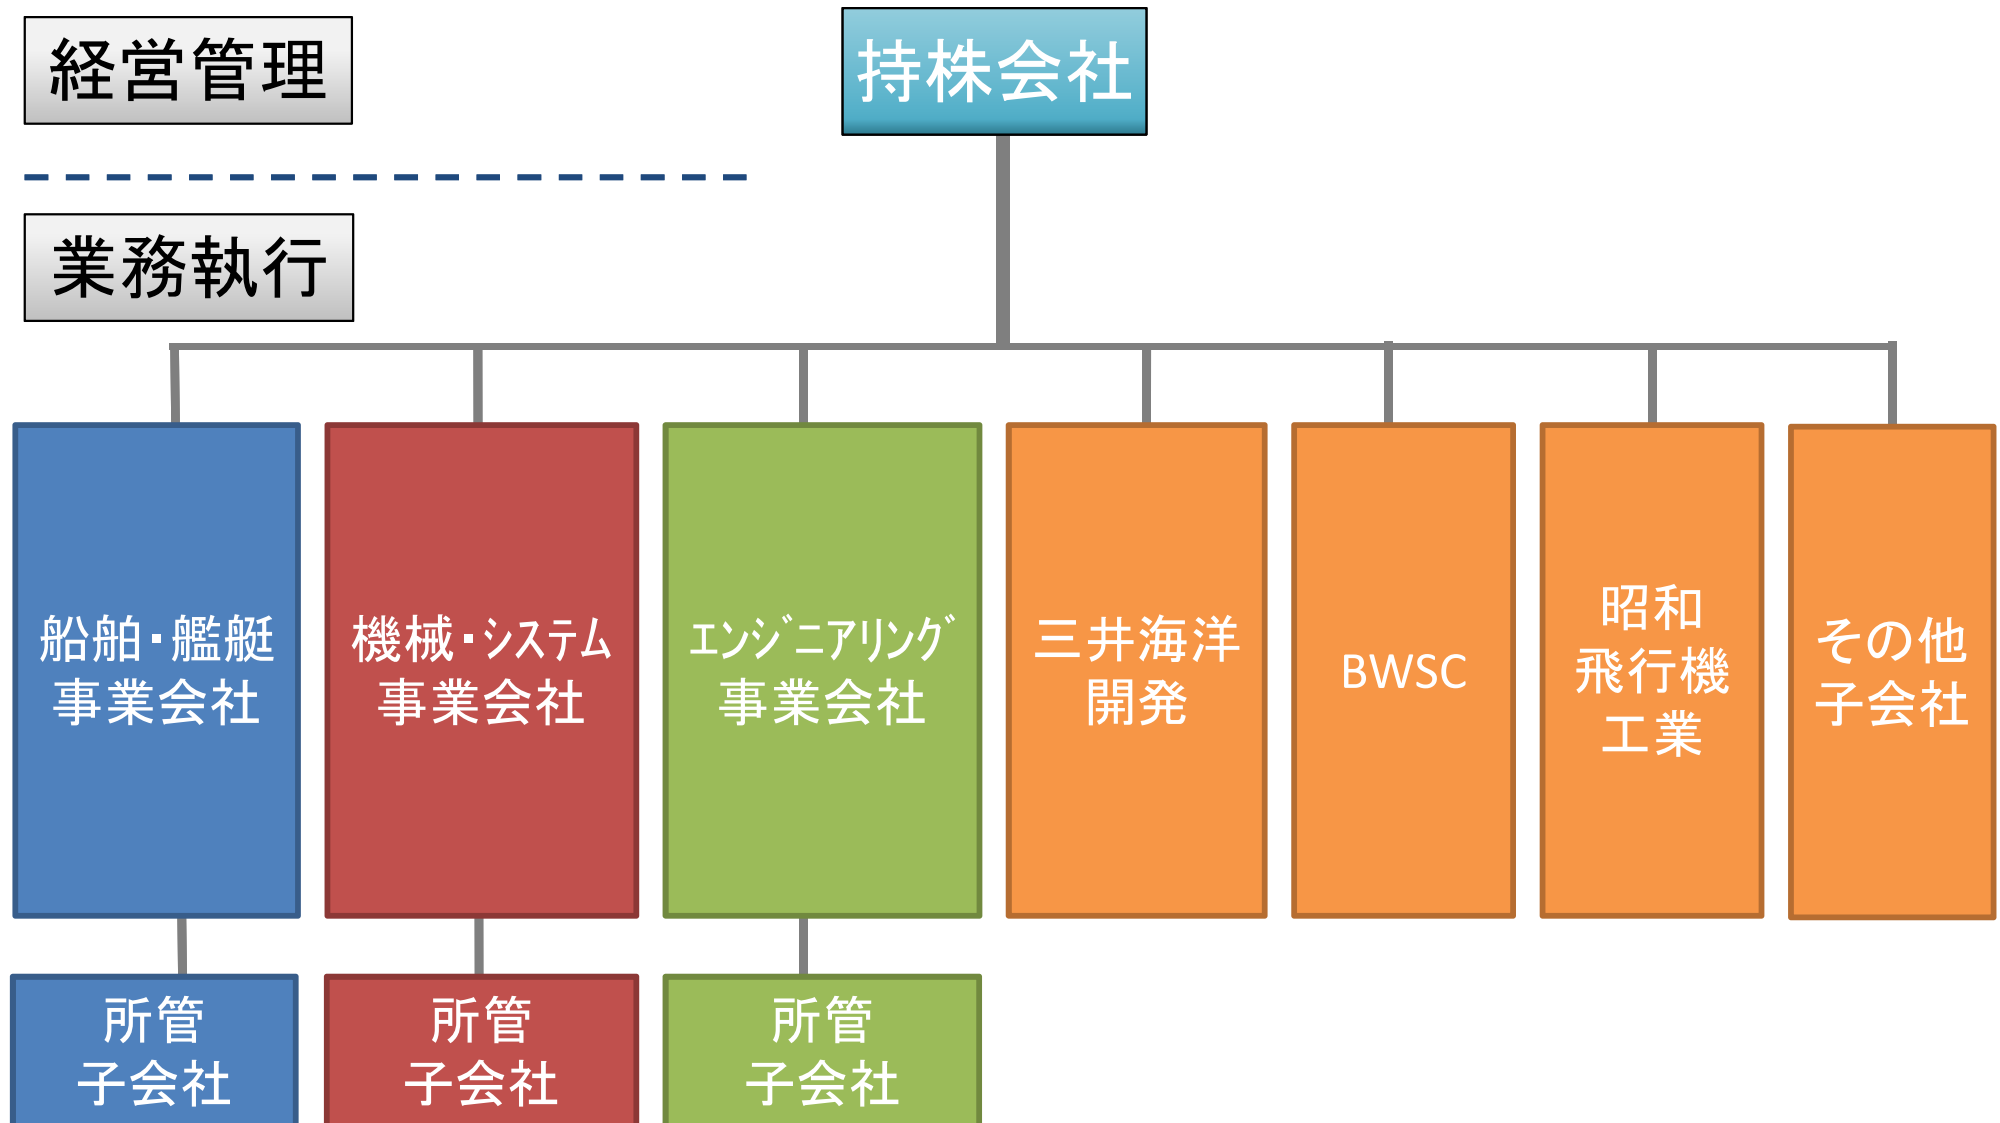 経営管理
持株会社
業務執行
船舶・艦艇
事業会社
機械・システム
事業会社
ｴﾝｼﾞﾆｱﾘﾝｸﾞ
事業会社
三井海洋
開発
BWSC
昭和
飛行機
工業
その他
子会社
所管
子会社
所管
子会社
所管
子会社